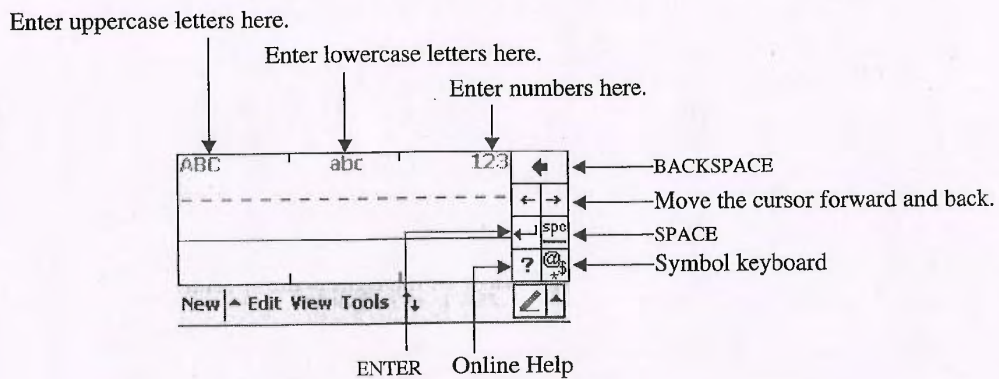 Enter uppercase letters here.
Enter lowercase letters here.
Enter numbers here.
ABC abc 123
BACKSPACE
← → Move the cursor forward and back.
spc SPACE
? @*$ Symbol keyboard
New Edit View Tools
ENTER Online Help